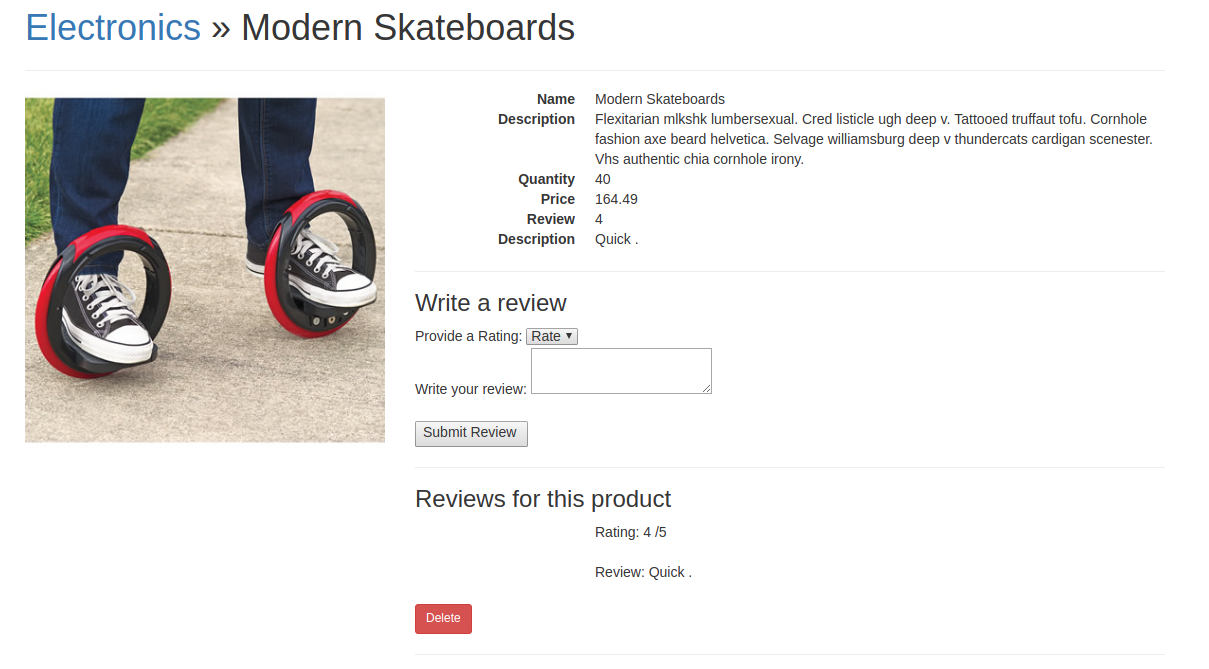 Electronics » Modern Skateboards
Name Modern Skateboards
Description Flexitarian mlkshk lumbersexual. Cred listicle ugh deep v. Tattooed truffaut tofu. Cornhole
fashion axe beard helvetica. Selvage williamsburg deep v thundercats cardigan scenester.
Vhs authentic chia cornhole irony.
Quantity 40
Price 164.49
Review 4
Description Quick .
Write a review
Provide a Rating: Rate ▼
Write your review:
Submit Review
Reviews for this product
Rating: 4 /5
Review: Quick .
Delete